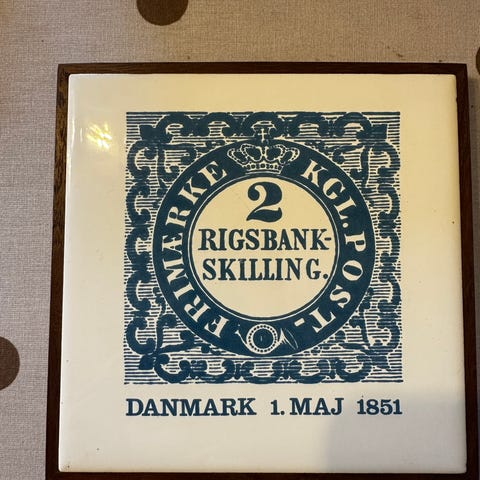 FRIMÆRKE KGL. POST.
2
RIGSBANK-
SKILLING.
DANMARK 1. MAJ 1851